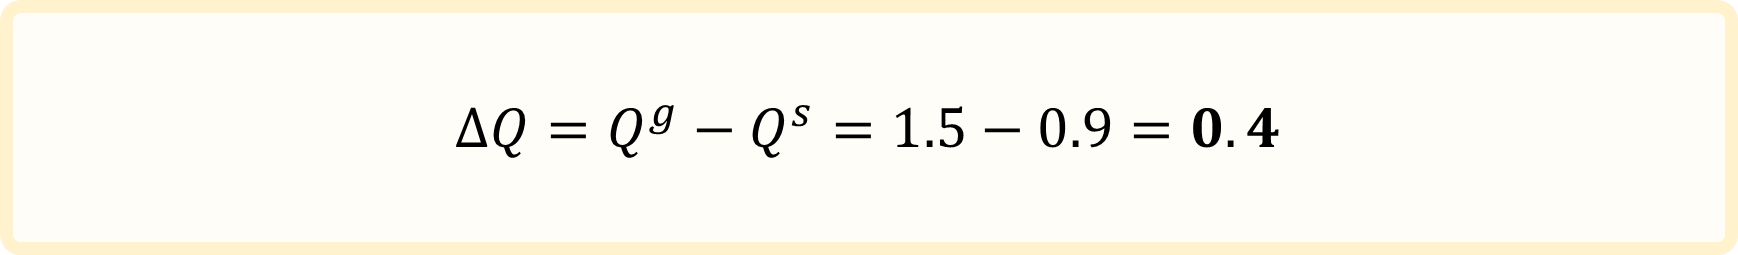 ΔQ = Q^g − Q^s = 1.5 − 0.9 = 0.4